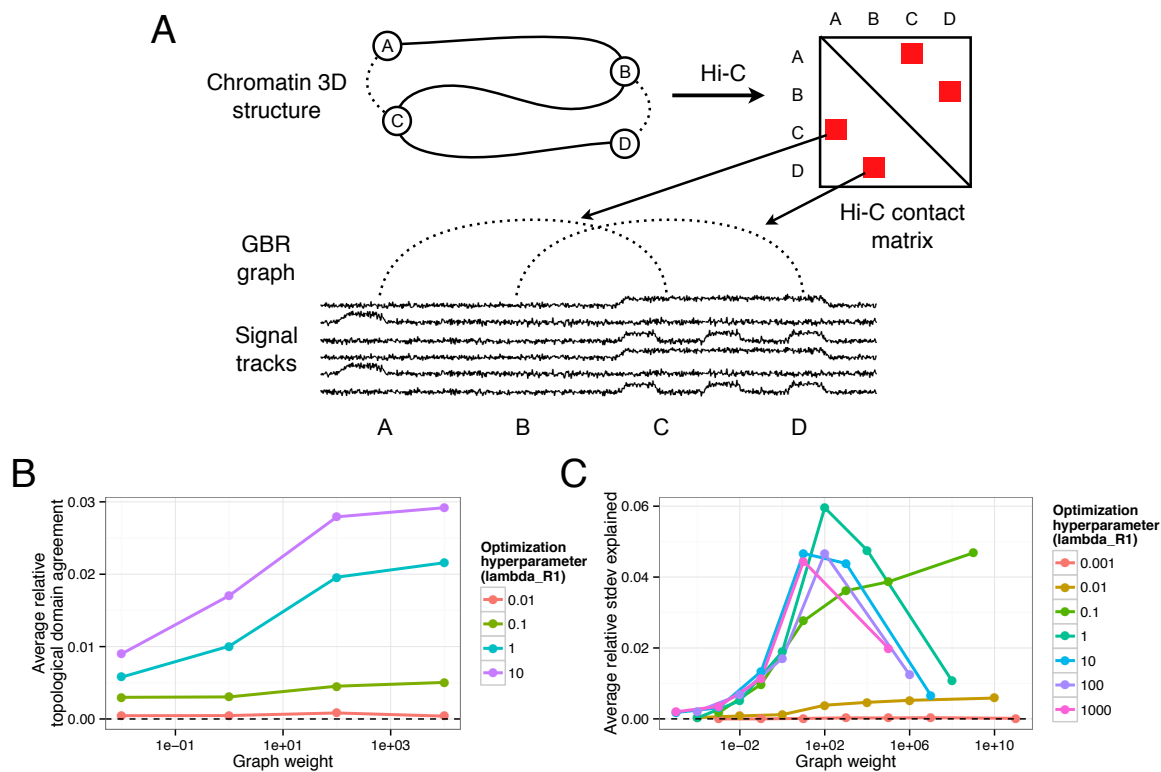 A
Chromatin 3D
structure
A
B
C
D
Hi-C
A B C D
A
B
C
D
Hi-C contact
matrix
GBR
graph
Signal
tracks
A B C D
B
Average relative
topological domain agreement
0.03
0.02
0.01
0.00
1e-01 1e+01 1e+03
Graph weight
Optimization
hyperparameter
(lambda_R1)
0.01
0.1
1
10
C
Average relative stdev explained
0.06
0.04
0.02
0.00
1e-02 1e+02 1e+06 1e+10
Graph weight
Optimization
hyperparameter
(lambda_R1)
0.001
0.01
0.1
1
10
100
1000